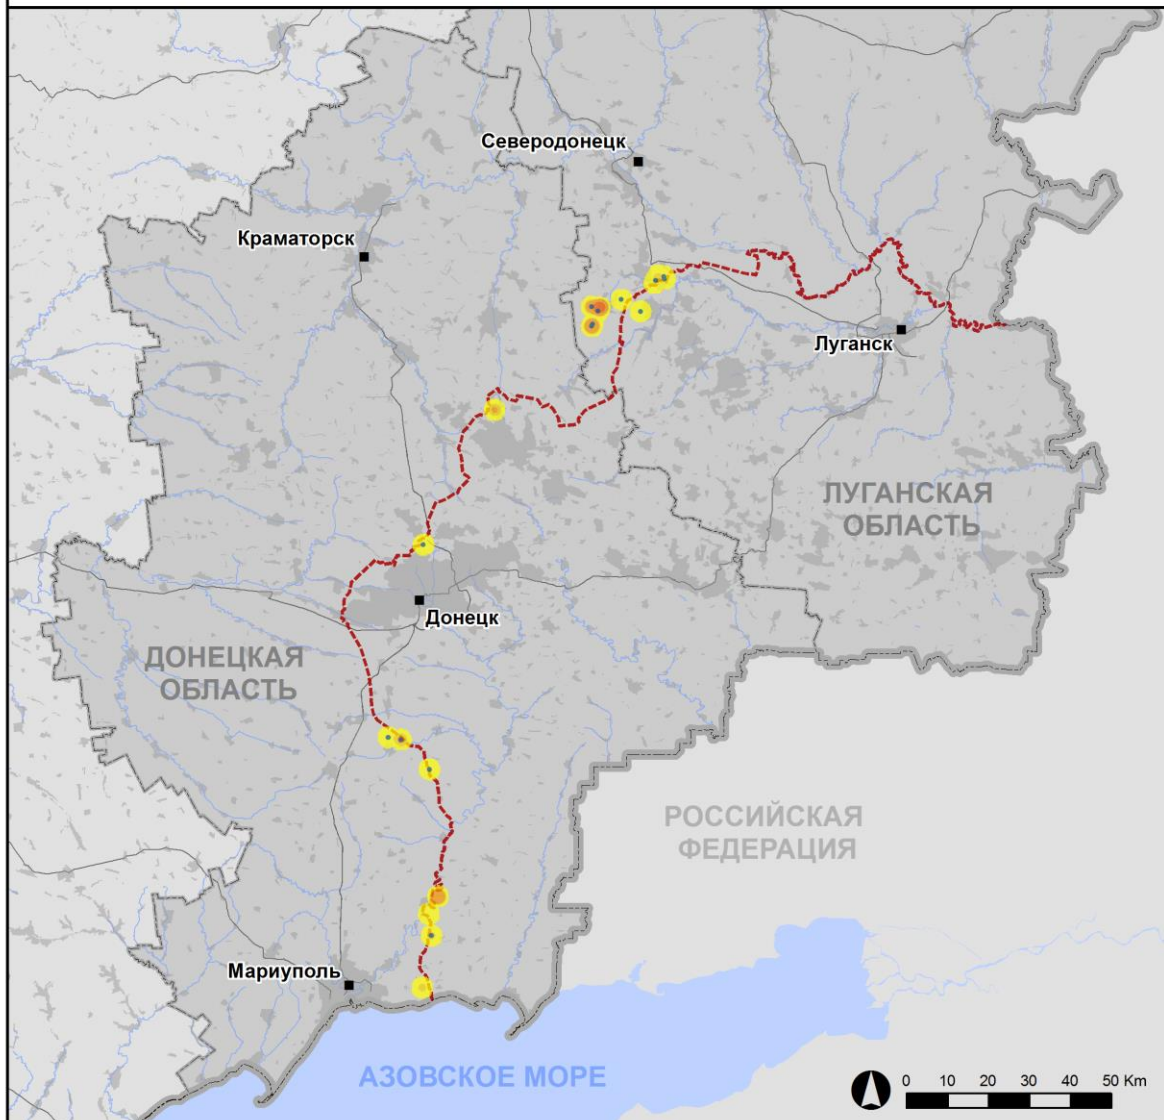 Северодонецк
Краматорск
Луганск
ЛУГАНСКАЯ
ОБЛАСТЬ
Донецк
ДОНЕЦКАЯ
ОБЛАСТЬ
РОССИЙСКАЯ
ФЕДЕРАЦИЯ
Мариуполь
АЗОВСКОЕ МОРЕ
0 10 20 30 40 50 Km